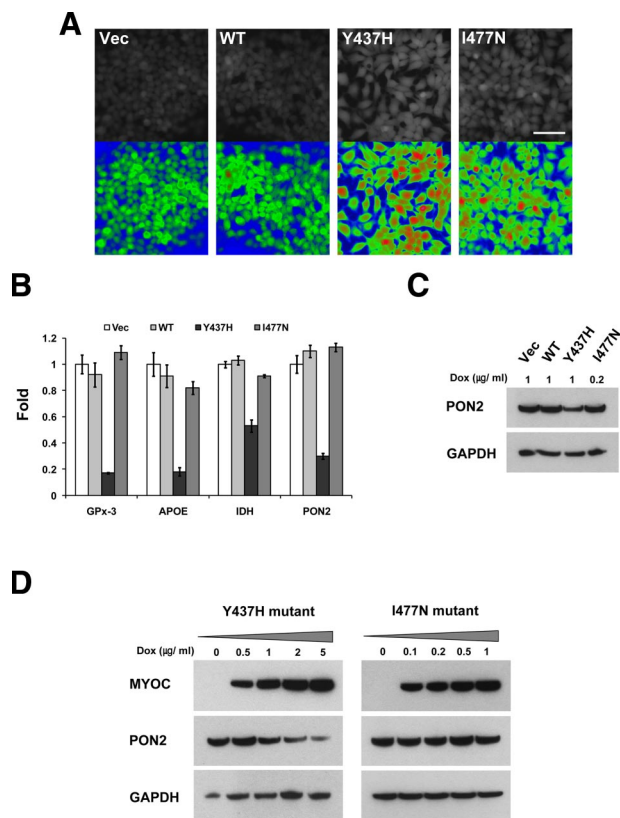 A
Vec WT Y437H I477N
B
Vec WT Y437H I477N
Fold
1.2
1
0.8
0.6
0.4
0.2
0
GPx-3 APOE IDH PON2
C
Vec WT Y437H I477N
Dox (μg/ ml) 1 1 1 0.2
PON2
GAPDH
D
Y437H mutant I477N mutant
Dox (μg/ ml) 0 0.5 1 2 5 0 0.1 0.2 0.5 1
MYOC
PON2
GAPDH